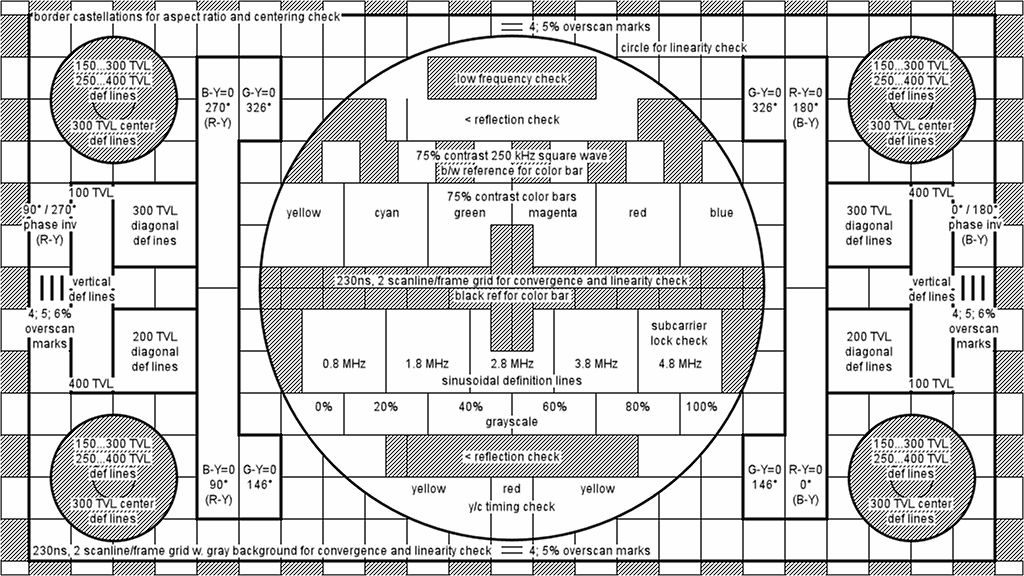 border castellations for aspect ratio and centering check
4; 5% overscan marks
circle for linearity check
150...300 TVL
250...400 TVL
def lines
300 TVL center
def lines
B-Y=0
270°
(R-Y)
G-Y=0
326°
low frequency check
< reflection check
G-Y=0
326°
R-Y=0
180°
(B-Y)
150...300 TVL
250...400 TVL
def lines
300 TVL center
def lines
75% contrast 250 kHz square wave
b/w reference for color bar
100 TVL
90° / 270°
phase inv
(R-Y)
300 TVL
diagonal
def lines
75% contrast color bars
yellow
cyan
green
magenta
red
blue
300 TVL
diagonal
def lines
400 TVL
0° / 180°
phase inv
(B-Y)
vertical
def lines
4; 5; 6%
overscan
marks
230ns, 2 scanline/frame grid for convergence and linearity check
black ref for color bar
vertical
def lines
4; 5; 6%
overscan
marks
200 TVL
diagonal
def lines
400 TVL
subcarrier
lock check
0.8 MHz
1.8 MHz
2.8 MHz
3.8 MHz
4.8 MHz
sinusoidal definition lines
200 TVL
diagonal
def lines
100 TVL
0%
20%
40%
60%
80%
100%
grayscale
150...300 TVL
250...400 TVL
def lines
300 TVL center
def lines
B-Y=0
90°
(R-Y)
G-Y=0
146°
< reflection check
yellow
red
yellow
y/c timing check
G-Y=0
146°
R-Y=0
0°
(B-Y)
150...300 TVL
250...400 TVL
def lines
300 TVL center
def lines
230ns, 2 scanline/frame grid w. gray background for convergence and linearity check
4; 5% overscan marks